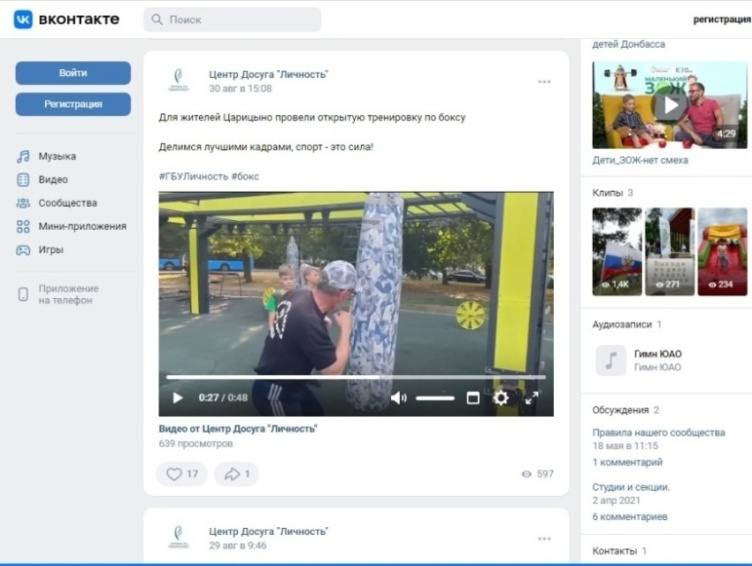 вконтакте
Поиск
регистрация
Войти
Регистрация
Музыка
Видео
Сообщества
Мини-приложения
Игры
Приложение
на телефон
Центр Досуга "Личность"
30 авг в 15:08
Для жителей Царицыно провели открытую тренировку по боксу
Делимся лучшими кадрами, спорт - это сила!
#ГБУЛичность #бокс
0:27 / 0:48
Видео от Центр Досуга "Личность"
639 просмотров
17
1
597
Центр Досуга "Личность"
29 авг в 9:46
детей Донбасса
МАЛЕНЬКИЙ
ЗОЖ
4:29
Дети_ЗОЖ-нет смеха
Клипы 3
1,4K
271
234
Аудиозаписи 1
Гимн ЮАО
Гимн ЮАО
Обсуждения 2
Правила нашего сообщества
18 мая в 11:15
1 комментарий
Студии и секции.
2 апр 2021
6 комментариев
Контакты 1